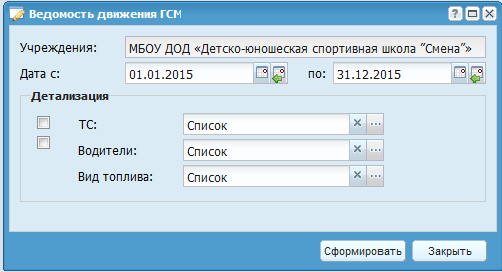 Ведомость движения ГСМ
Учреждения: МБОУ ДОД «Детско-юношеская спортивная школа "Смена"»
Дата с: 01.01.2015 по: 31.12.2015
Детализация
ТС: Список
Водители: Список
Вид топлива: Список
Сформировать Закрыть